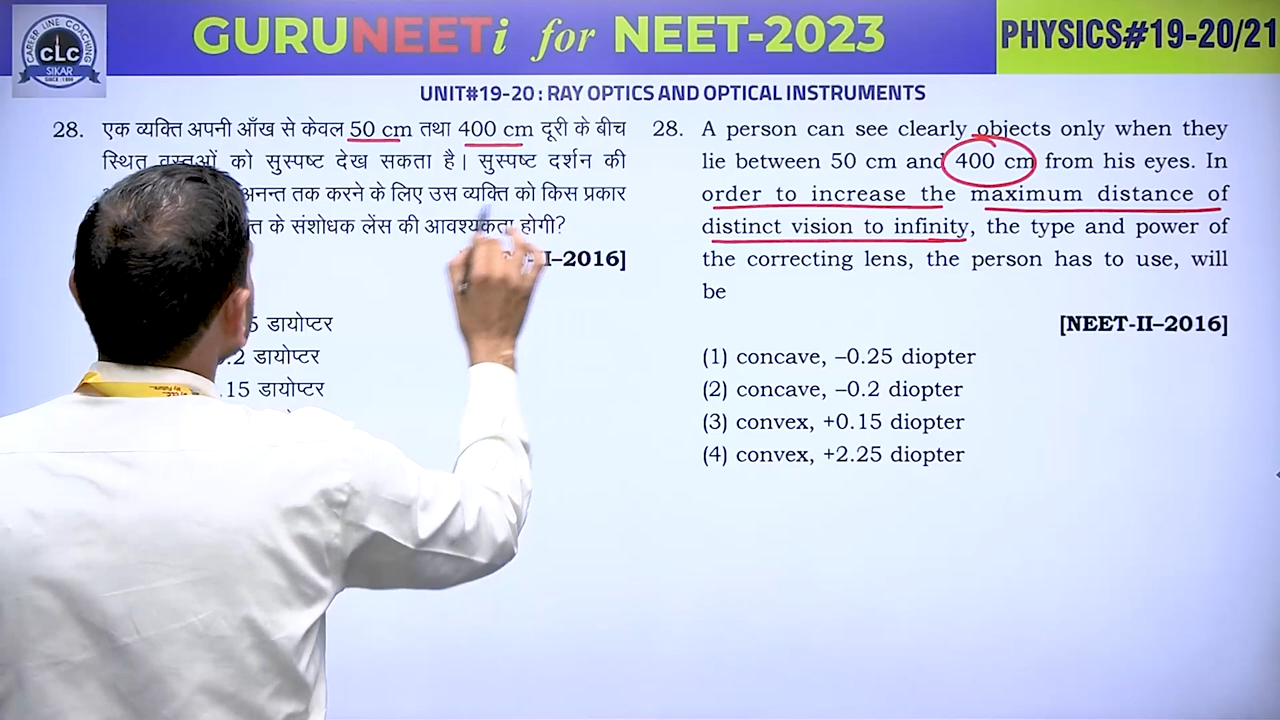 CAREER LINE COACHING
CLC
SIKAR
SINCE : 1996
GURUNEETi for NEET-2023
PHYSICS#19-20/21
UNIT#19-20 : RAY OPTICS AND OPTICAL INSTRUMENTS
28. एक व्यक्ति अपनी आँख से केवल 50 cm तथा 400 cm दूरी के बीच
स्थित वस्तुओं को सुस्पष्ट देख सकता है। सुस्पष्ट दर्शन की
अनन्त तक करने के लिए उस व्यक्ति को किस प्रकार
के संशोधक लेंस की आवश्यकता होगी?
–2016]
डायोप्टर
.2 डायोप्टर
.15 डायोप्टर
28. A person can see clearly objects only when they
lie between 50 cm and 400 cm from his eyes. In
order to increase the maximum distance of
distinct vision to infinity, the type and power of
the correcting lens, the person has to use, will
be
[NEET-II–2016]
(1) concave, –0.25 diopter
(2) concave, –0.2 diopter
(3) convex, +0.15 diopter
(4) convex, +2.25 diopter